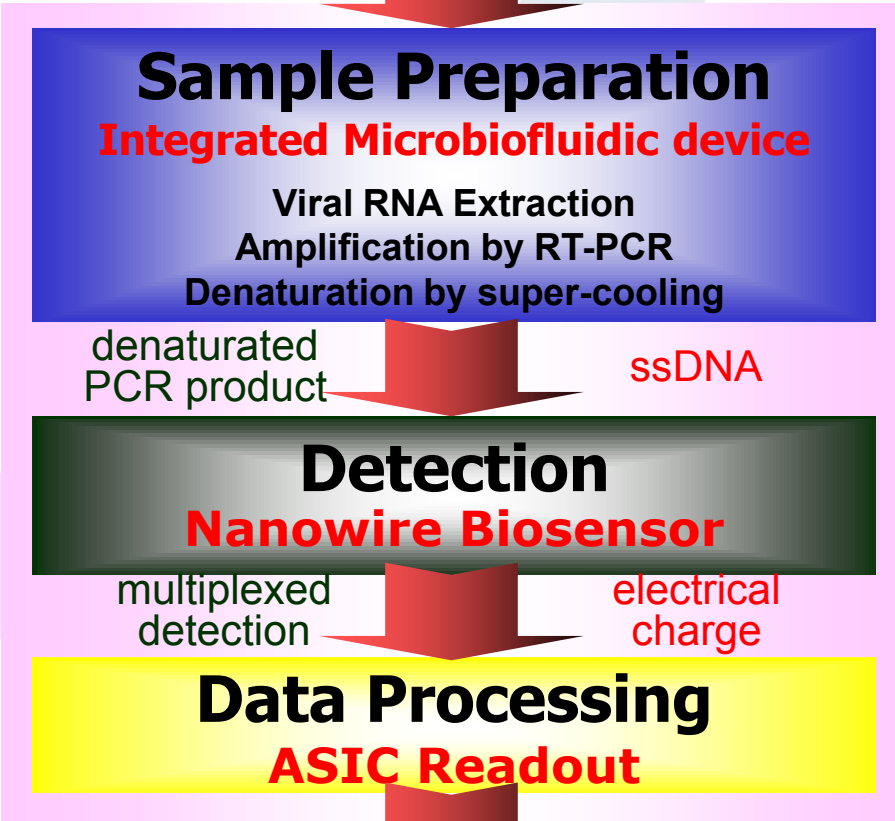 Sample Preparation
Integrated Microbiofluidic device
Viral RNA Extraction
Amplification by RT-PCR
Denaturation by super-cooling
denaturated
PCR product
ssDNA
Detection
Nanowire Biosensor
multiplexed
detection
electrical
charge
Data Processing
ASIC Readout